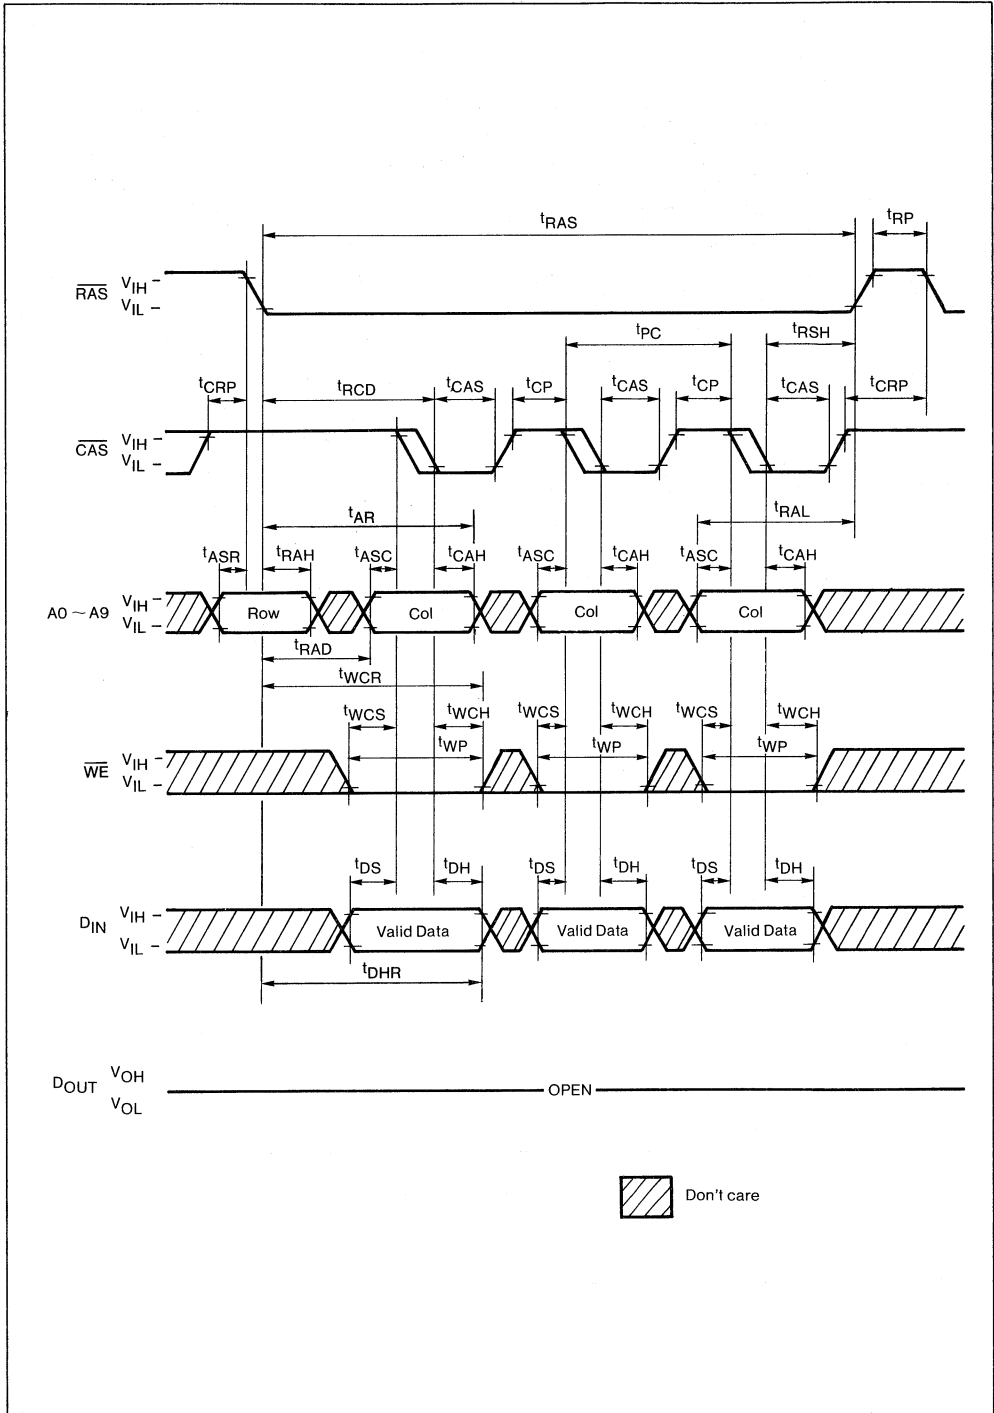 tRAS tRP
RAS VIH
VIL
tPC tRSH
tCRP tRCD tCAS tCP tCAS tCP tCAS tCRP
CAS VIH
VIL
tAR tRAL
tASR tRAH tASC tCAH tASC tCAH tASC tCAH
A0 ~ A9 VIH
VIL
Row Col Col Col
tRAD
tWCR
tWCS tWCH tWCS tWCH tWCS tWCH
tWP tWP tWP
WE VIH
VIL
tDS tDH tDS tDH tDS tDH
DIN VIH
VIL
Valid Data Valid Data Valid Data
tDHR
DOUT VOH
VOL
OPEN
Don't care